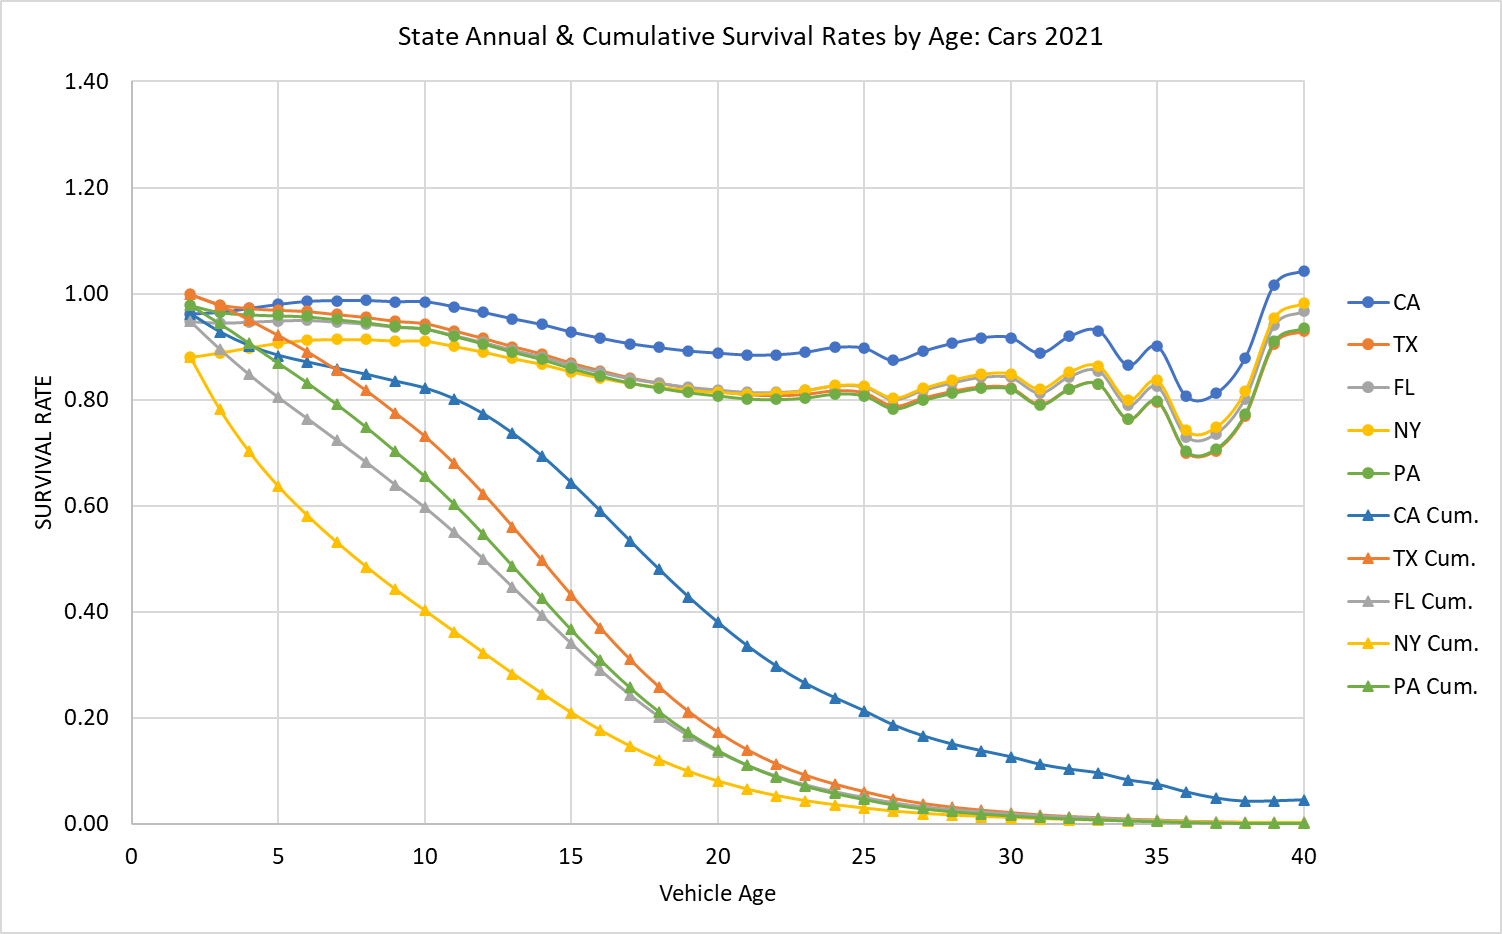 State Annual & Cumulative Survival Rates by Age: Cars 2021
1.40
1.20
1.00
0.80
0.60
0.40
0.20
0.00
SURVIVAL RATE
0 5 10 15 20 25 30 35 40
Vehicle Age
CA
TX
FL
NY
PA
CA Cum.
TX Cum.
FL Cum.
NY Cum.
PA Cum.